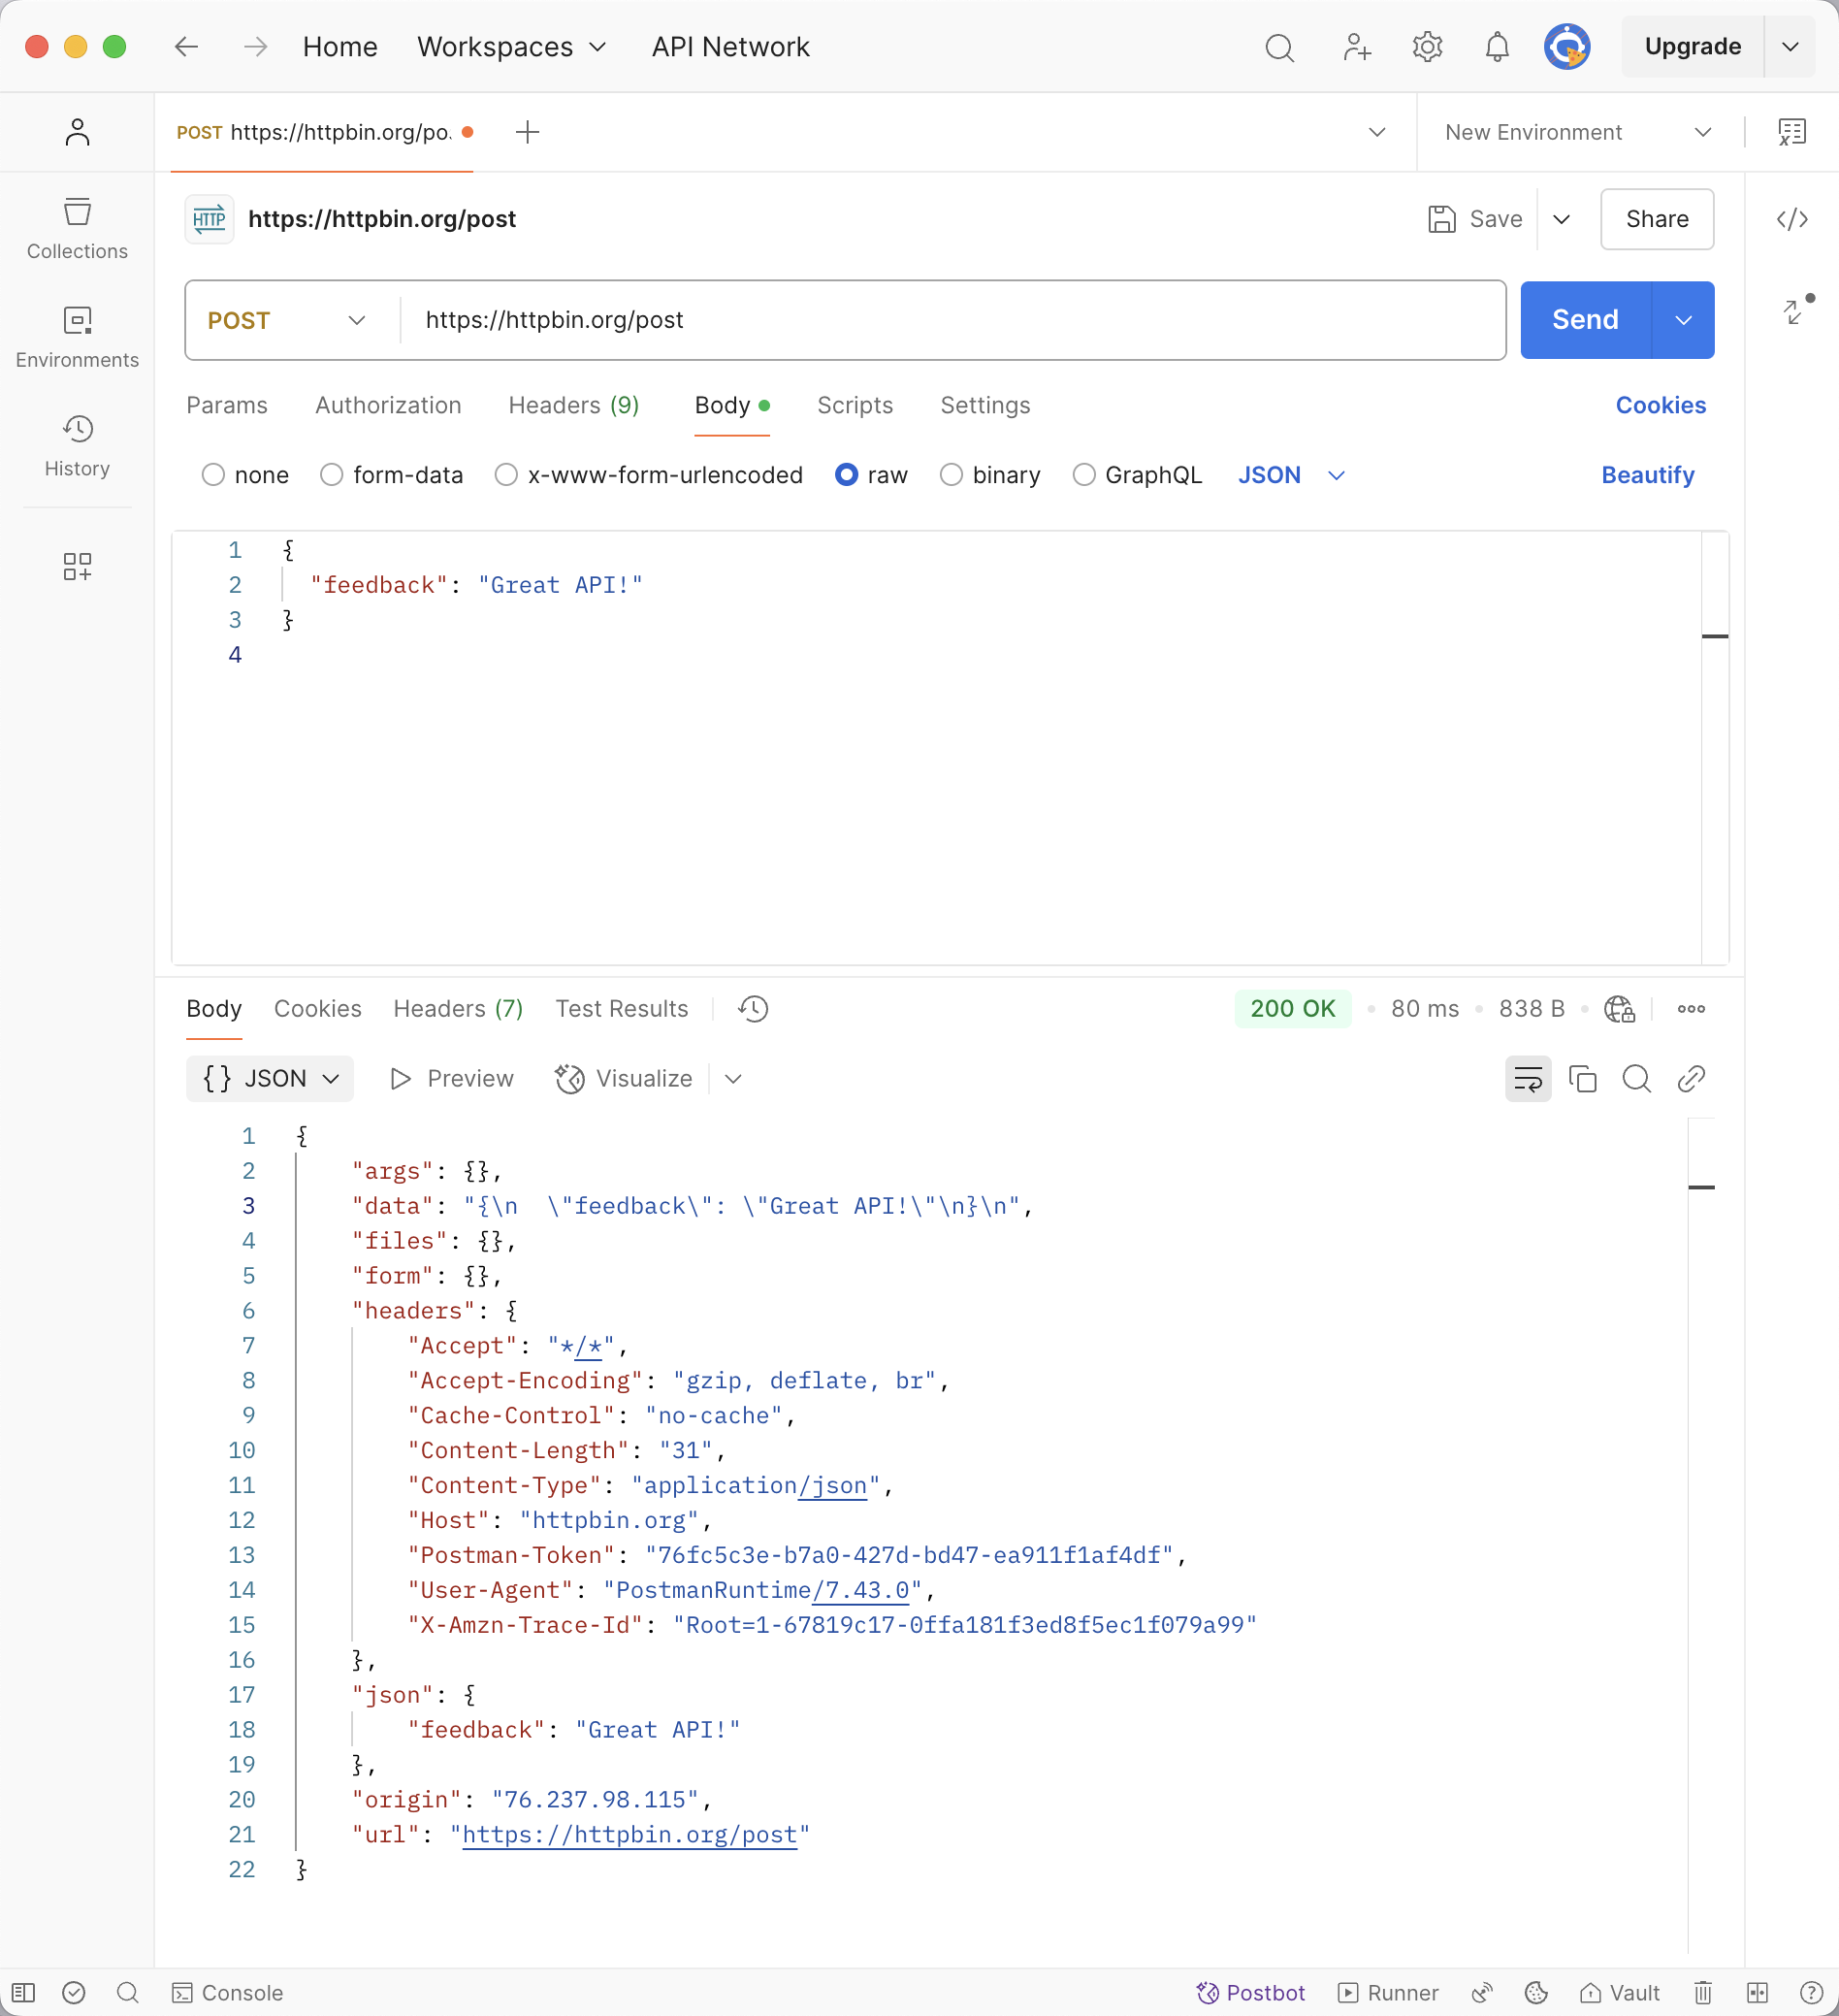 Home Workspaces API Network Upgrade
POST https://httpbin.org/po. New Environment
HTTP https://httpbin.org/post Save Share
Collections
Environments
History
POST https://httpbin.org/post Send
Params Authorization Headers (9) Body Scripts Settings Cookies
none form-data x-www-form-urlencoded raw binary GraphQL JSON Beautify
1 {
2 "feedback": "Great API!"
3 }
4
Body Cookies Headers (7) Test Results 200 OK 80 ms 838 B
{} JSON Preview Visualize
1 {
2 "args": {},
3 "data": "{\n  \"feedback\": \"Great API!\"\n}\n",
4 "files": {},
5 "form": {},
6 "headers": {
7 "Accept": "*/*",
8 "Accept-Encoding": "gzip, deflate, br",
9 "Cache-Control": "no-cache",
10 "Content-Length": "31",
11 "Content-Type": "application/json",
12 "Host": "httpbin.org",
13 "Postman-Token": "76fc5c3e-b7a0-427d-bd47-ea911f1af4df",
14 "User-Agent": "PostmanRuntime/7.43.0",
15 "X-Amzn-Trace-Id": "Root=1-67819c17-0ffa181f3ed8f5ec1f079a99"
16 },
17 "json": {
18 "feedback": "Great API!"
19 },
20 "origin": "76.237.98.115",
21 "url": "https://httpbin.org/post"
22 }
Console Postbot Runner Vault